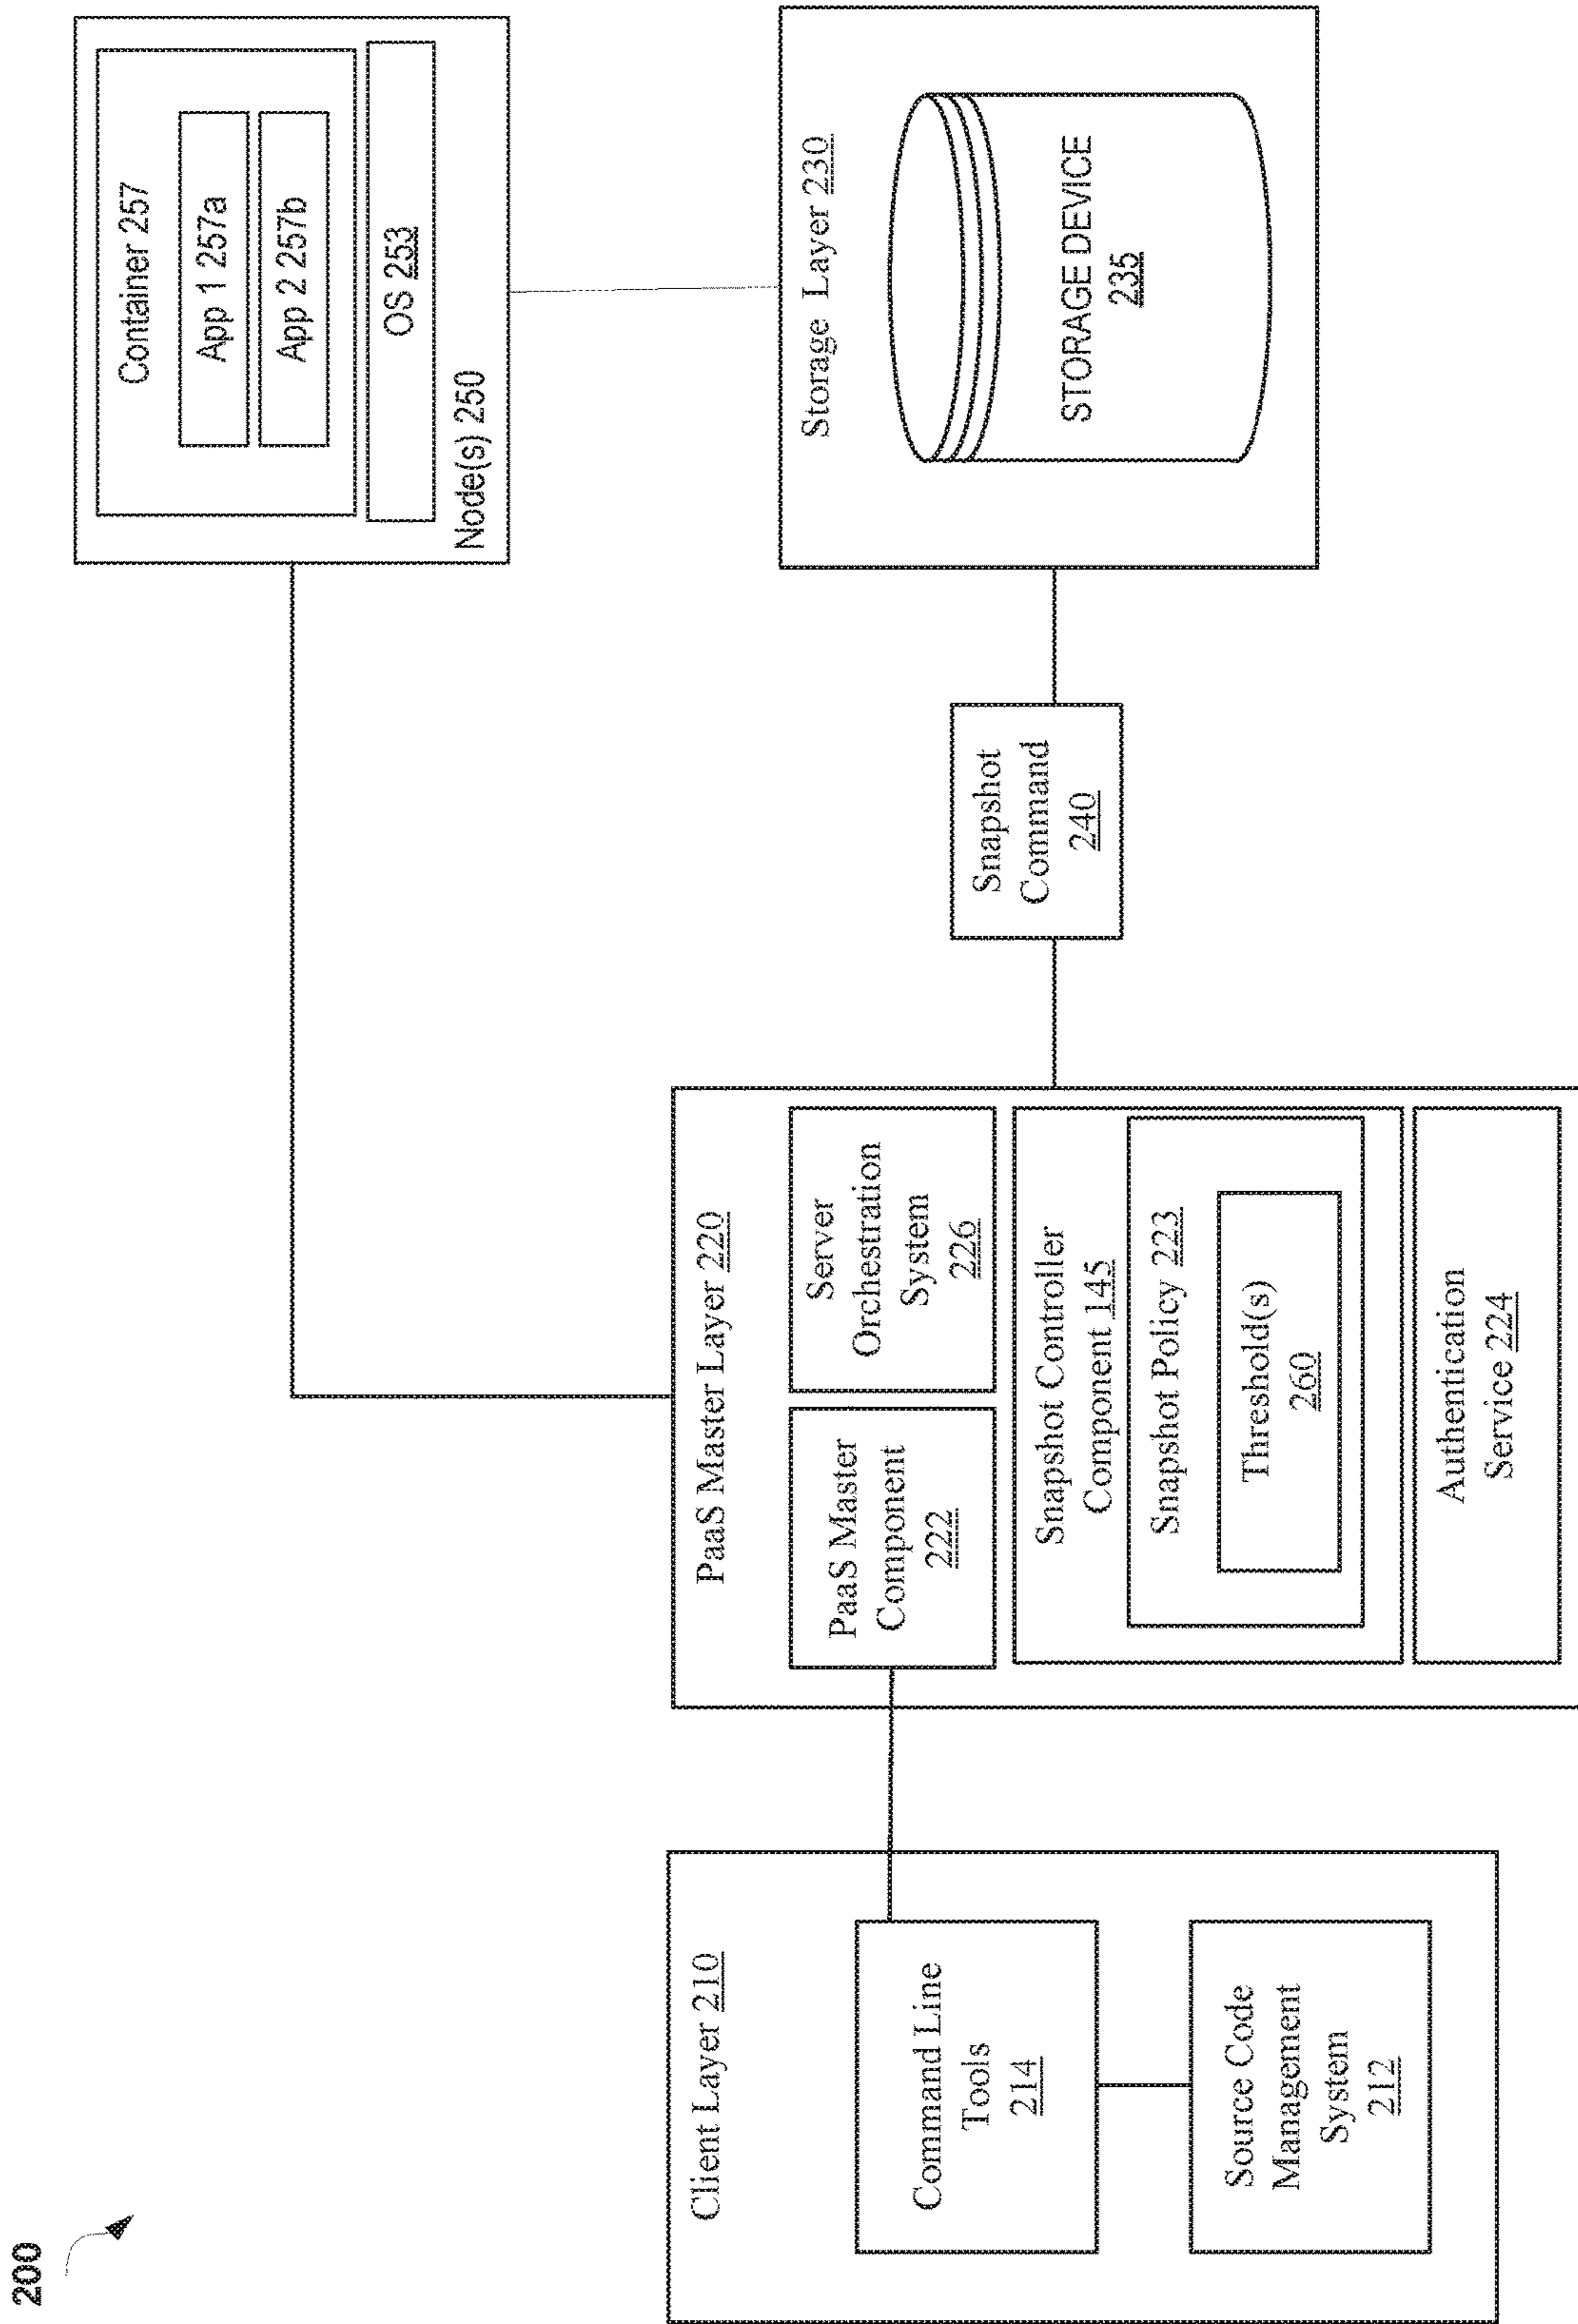 200
Client Layer 210
Command Line
Tools
214
Source Code
Management
System
212
PaaS Master Layer 220
PaaS Master
Component
222
Server
Orchestration
System
226
Snapshot Controller
Component 145
Snapshot Policy 223
Threshold(s)
260
Authentication
Service 224
Snapshot
Command
240
Container 257
App 1 257a
App 2 257b
OS 253
Node(s) 250
Storage Layer 230
STORAGE DEVICE
235